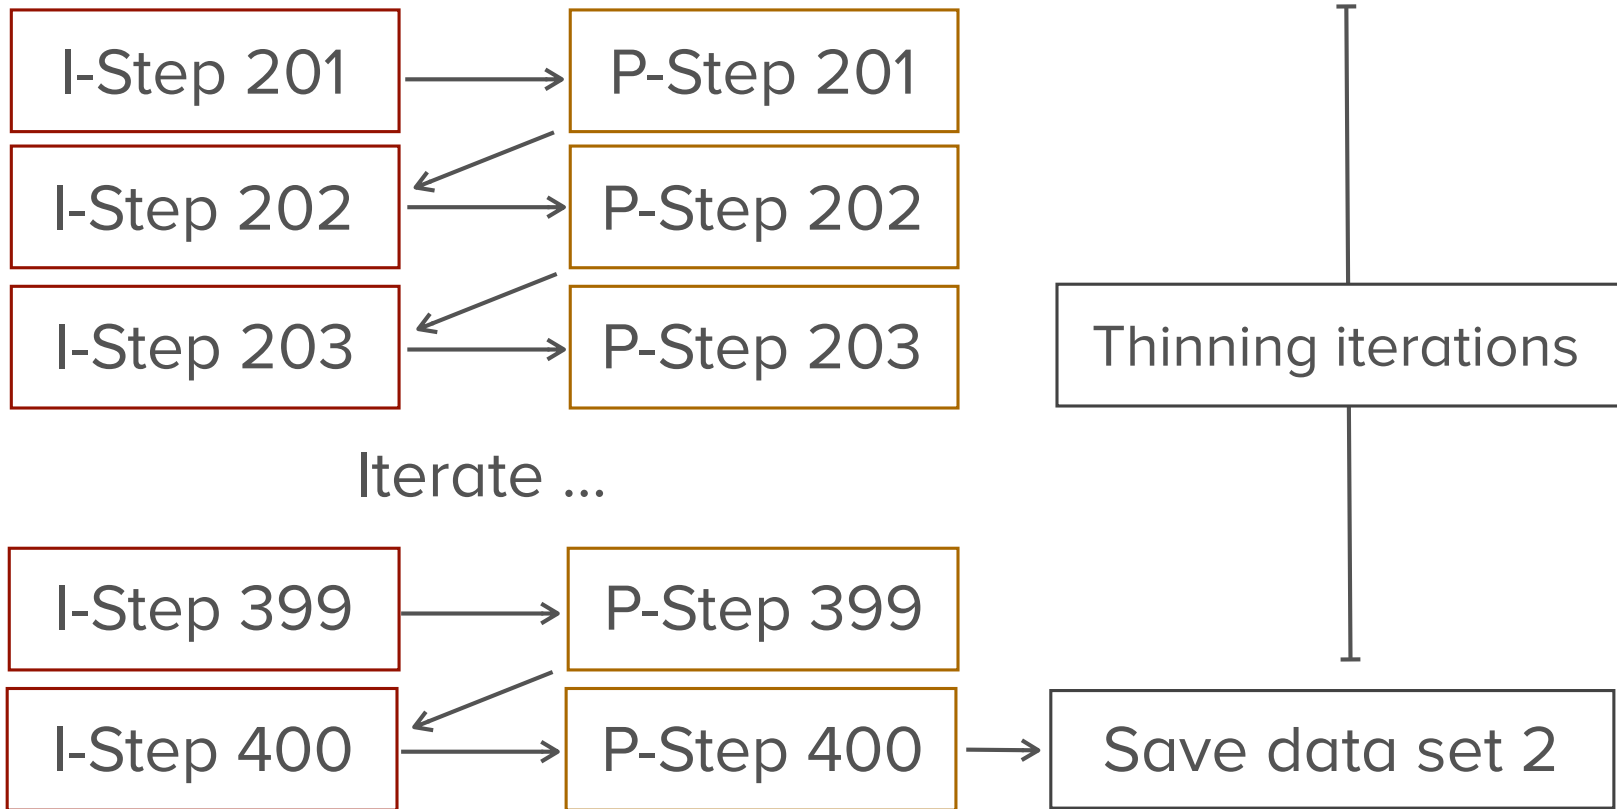 I-Step 201
P-Step 201
I-Step 202
P-Step 202
I-Step 203
P-Step 203
Thinning iterations
Iterate ...
I-Step 399
P-Step 399
I-Step 400
P-Step 400
Save data set 2